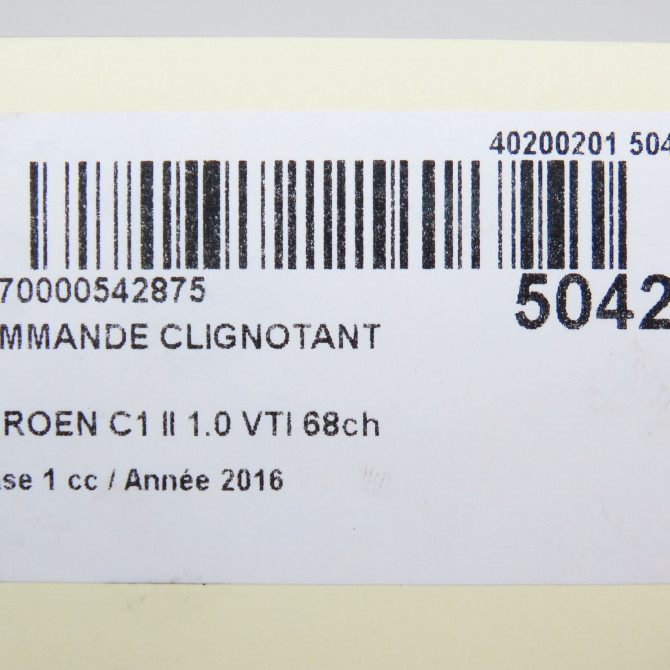 40200201 504
70000542875
5042
MMANDE CLIGNOTANT
ROEN C1 II 1.0 VTI 68ch
se 1 cc / Année 2016